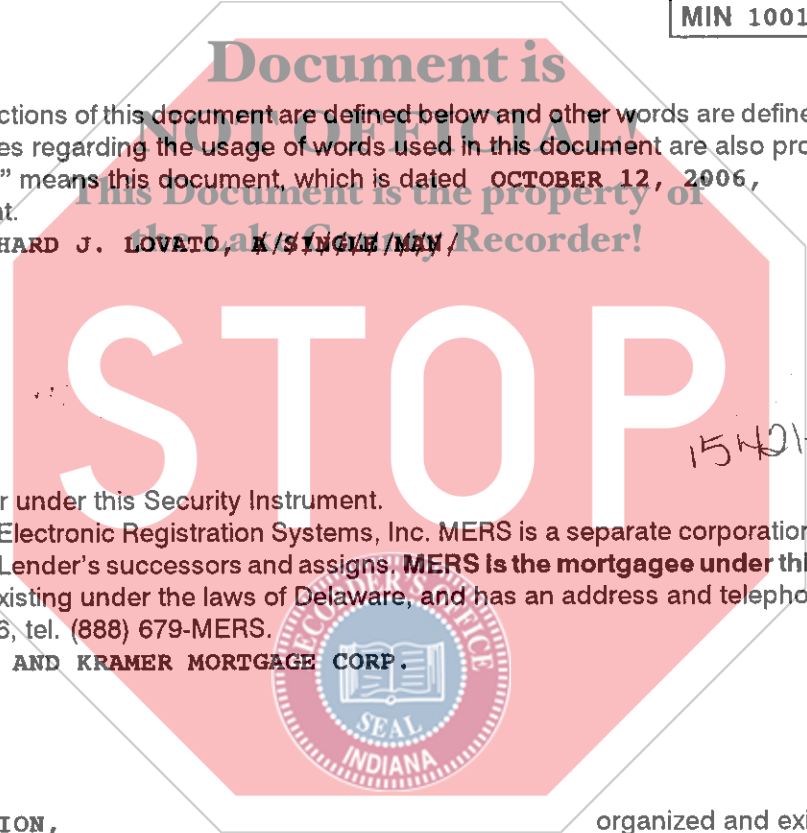 MIN 1001
Document is
ctions of this document are defined below and other words are define
NOT OFFICIAL!
es regarding the usage of words used in this document are also pro
” means this document, which is dated OCTOBER 12, 2006,
This Document is the property of
t.
HARD J. LOVATO, A SINGLE MAN
the Lake County Recorder!
STOP
15421
r under this Security Instrument.
Electronic Registration Systems, Inc. MERS is a separate corporation
Lender's successors and assigns. MERS is the mortgagee under thi
xisting under the laws of Delaware, and has an address and telepho
6, tel. (888) 679-MERS.
AND KRAMER MORTGAGE CORP.
RECORDER'S OFFICE
SEAL
INDIANA
ION,
organized and exi